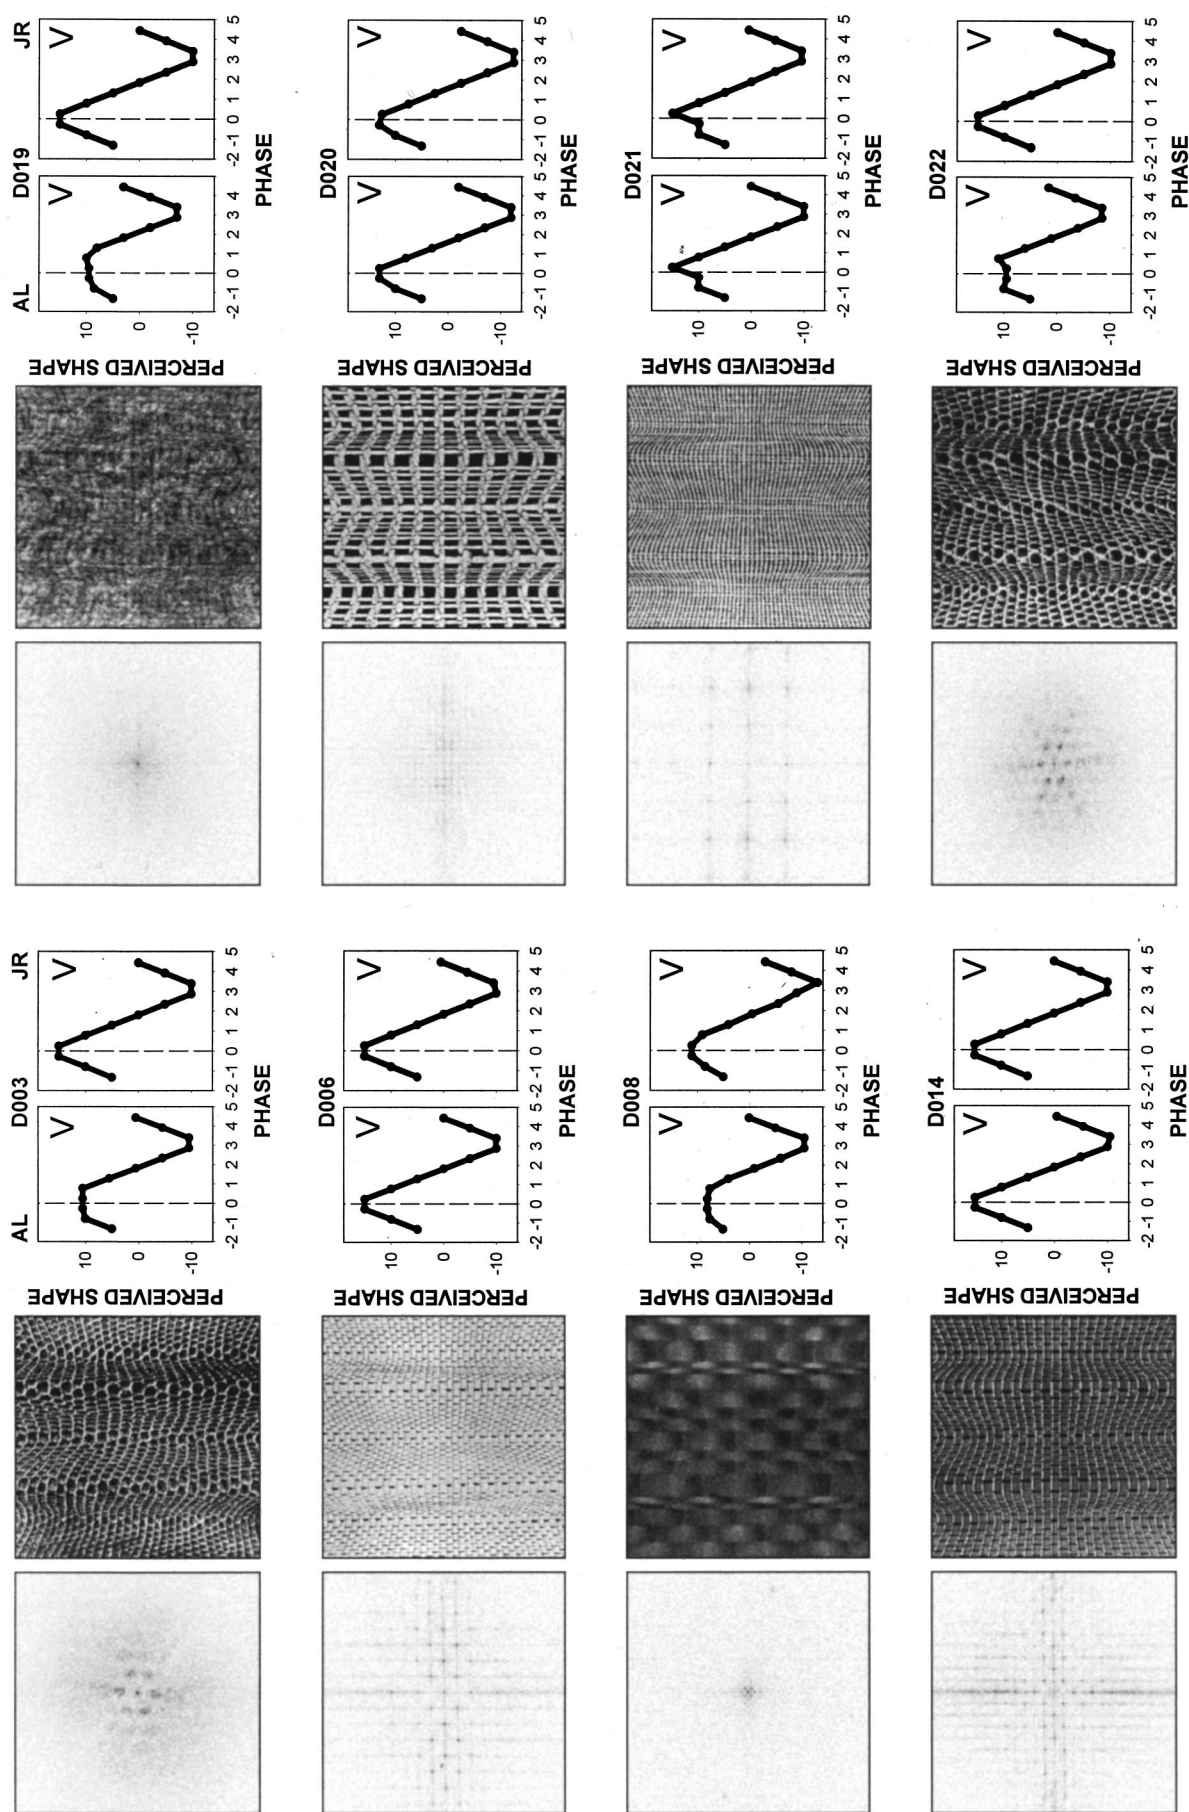 AL D003 JR
PERCEIVED SHAPE
V V
10
0
-10
-2 -1 0 1 2 3 4 5 -2 -1 0 1 2 3 4 5
PHASE
D006
PERCEIVED SHAPE
V V
10
0
-10
-2 -1 0 1 2 3 4 5 -2 -1 0 1 2 3 4 5
PHASE
D008
PERCEIVED SHAPE
V V
10
0
-10
-2 -1 0 1 2 3 4 5 -2 -1 0 1 2 3 4 5
PHASE
D014
PERCEIVED SHAPE
V V
10
0
-10
-2 -1 0 1 2 3 4 5 -2 -1 0 1 2 3 4 5
PHASE
AL D019 JR
PERCEIVED SHAPE
V V
10
0
-10
-2 -1 0 1 2 3 4 -2 -1 0 1 2 3 4 5
PHASE
D020
PERCEIVED SHAPE
V V
10
0
-10
-2 -1 0 1 2 3 4 5 -2 -1 0 1 2 3 4 5
PHASE
D021
PERCEIVED SHAPE
V V
10
0
-10
-2 -1 0 1 2 3 4 5 -2 -1 0 1 2 3 4 5
PHASE
D022
PERCEIVED SHAPE
V V
10
0
-10
-2 -1 0 1 2 3 4 5 -2 -1 0 1 2 3 4 5
PHASE